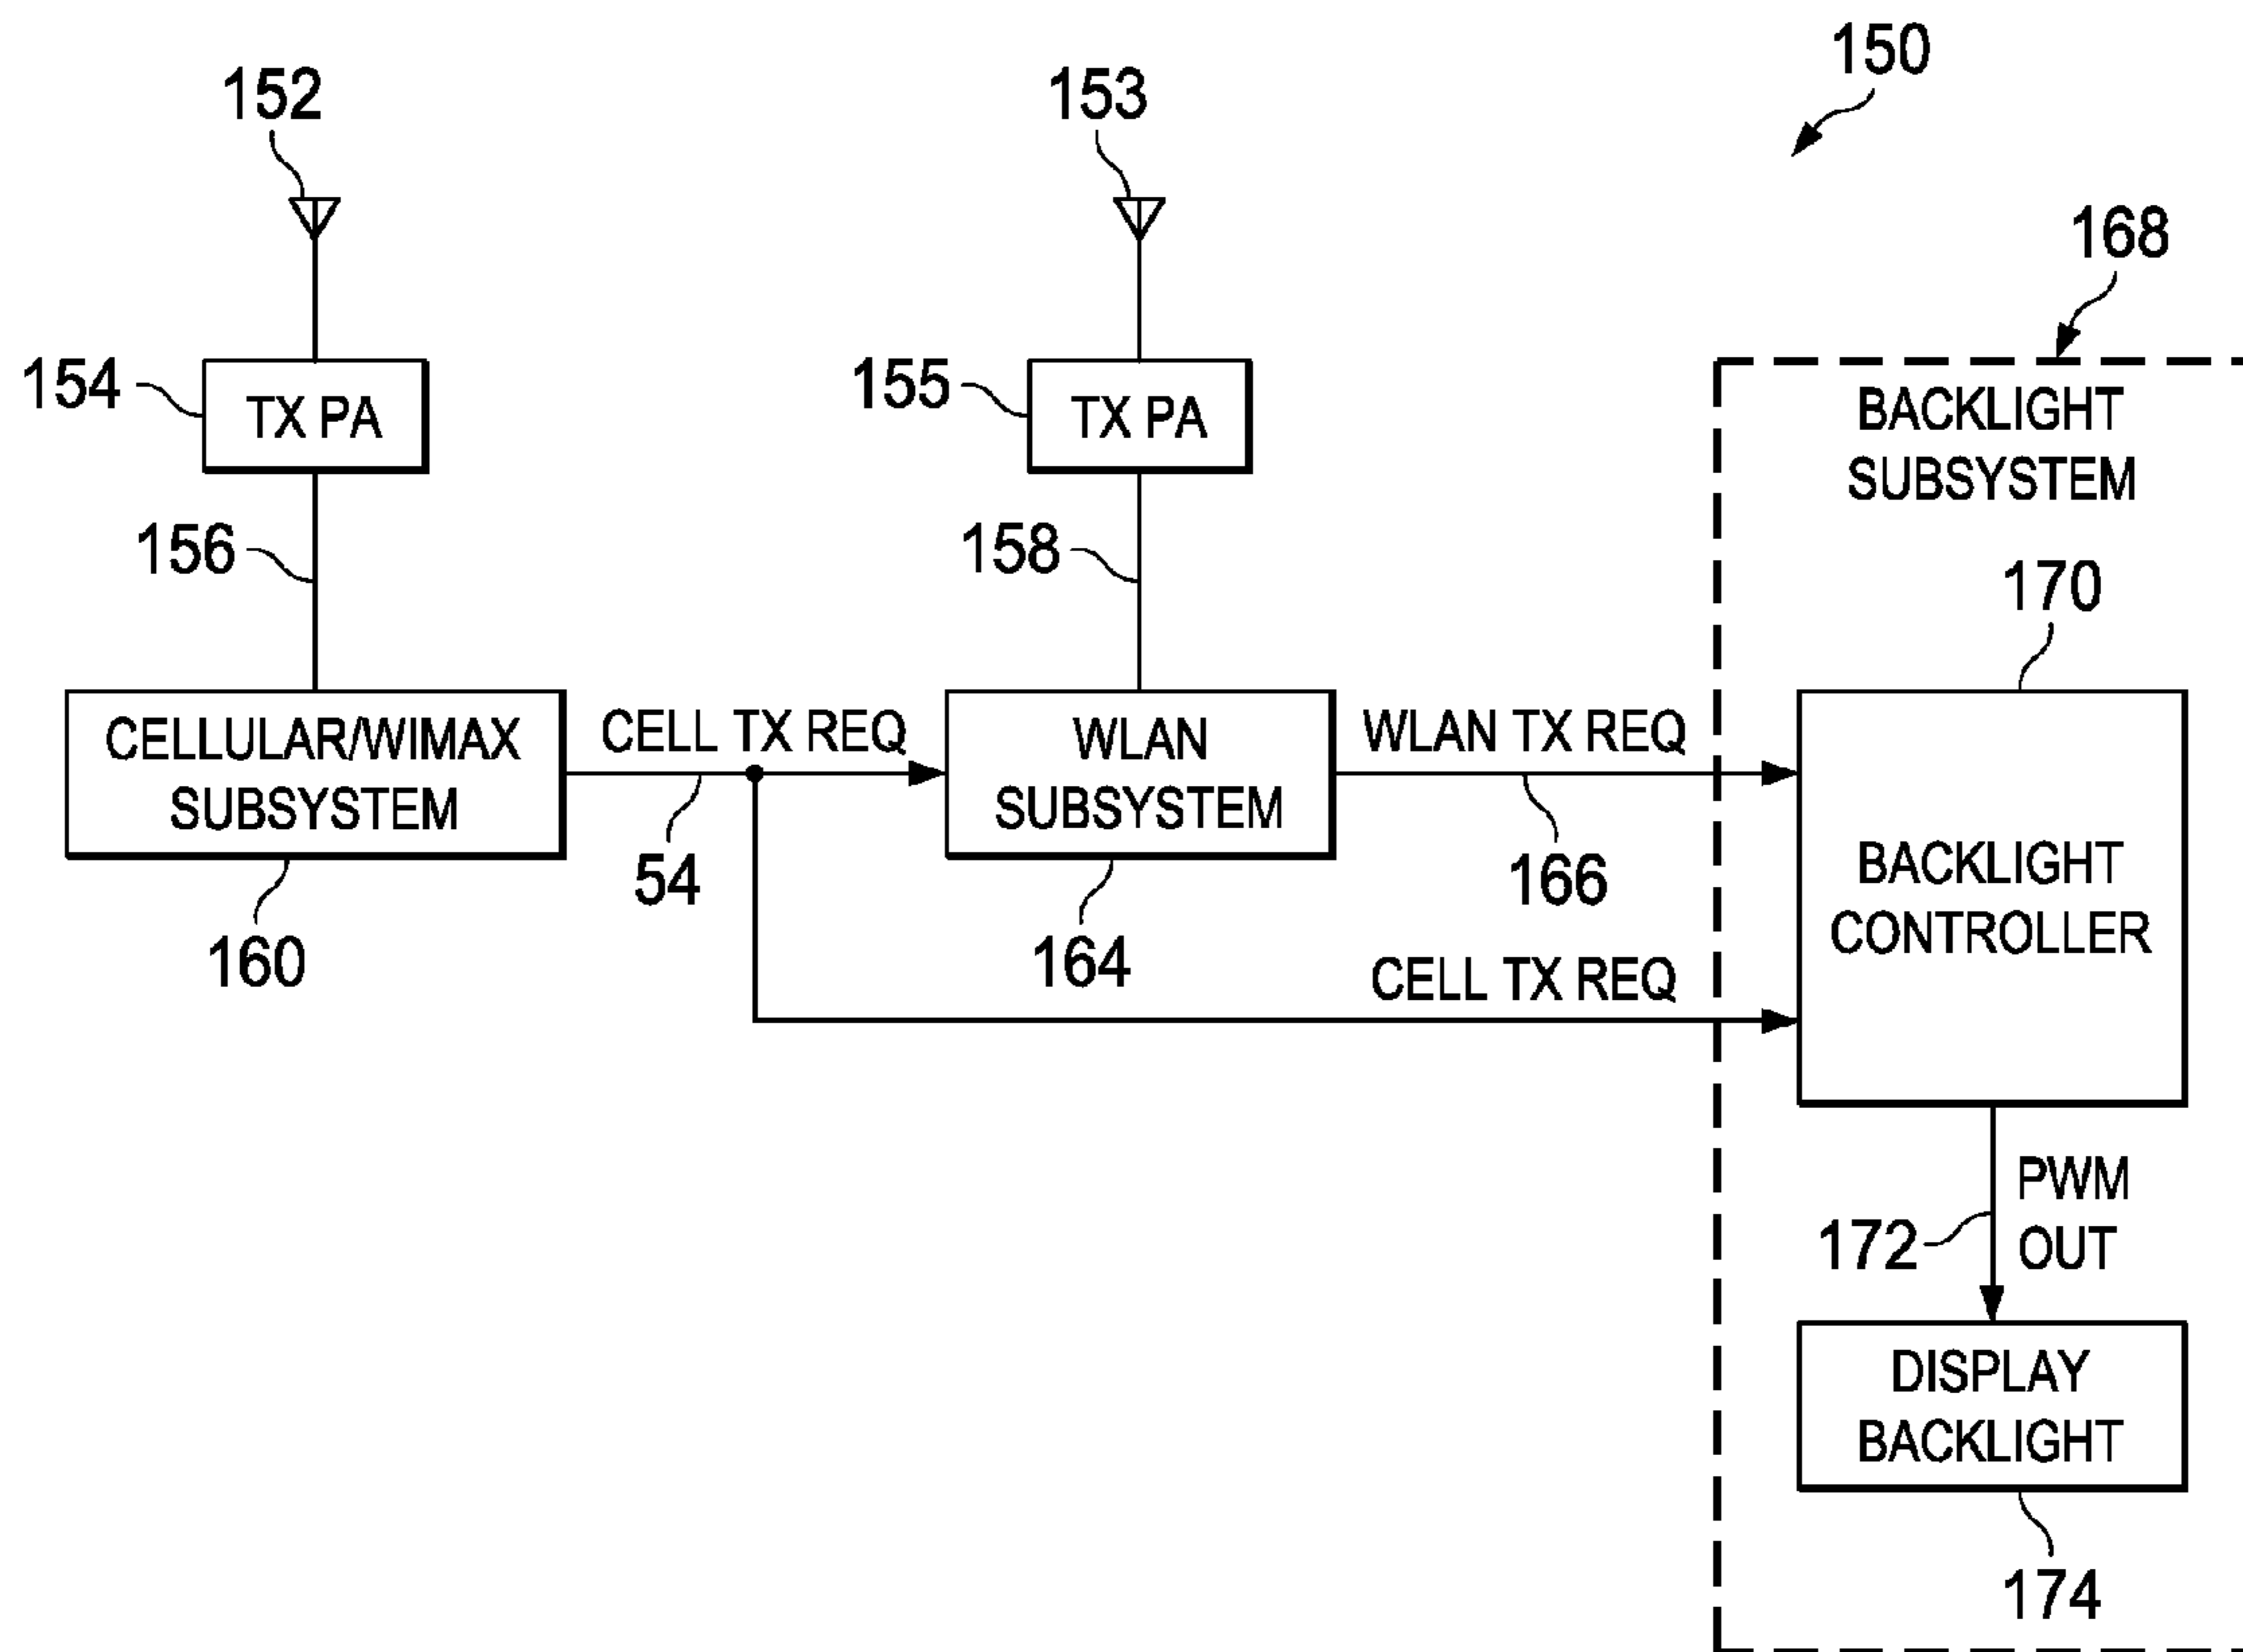 150
152
153
168
154
TX PA
155
TX PA
BACKLIGHT
SUBSYSTEM
156
158
170
CELLULAR/WIMAX
SUBSYSTEM
CELL TX REQ
WLAN
SUBSYSTEM
WLAN TX REQ
54
166
160
164
CELL TX REQ
BACKLIGHT
CONTROLLER
172
PWM
OUT
DISPLAY
BACKLIGHT
174